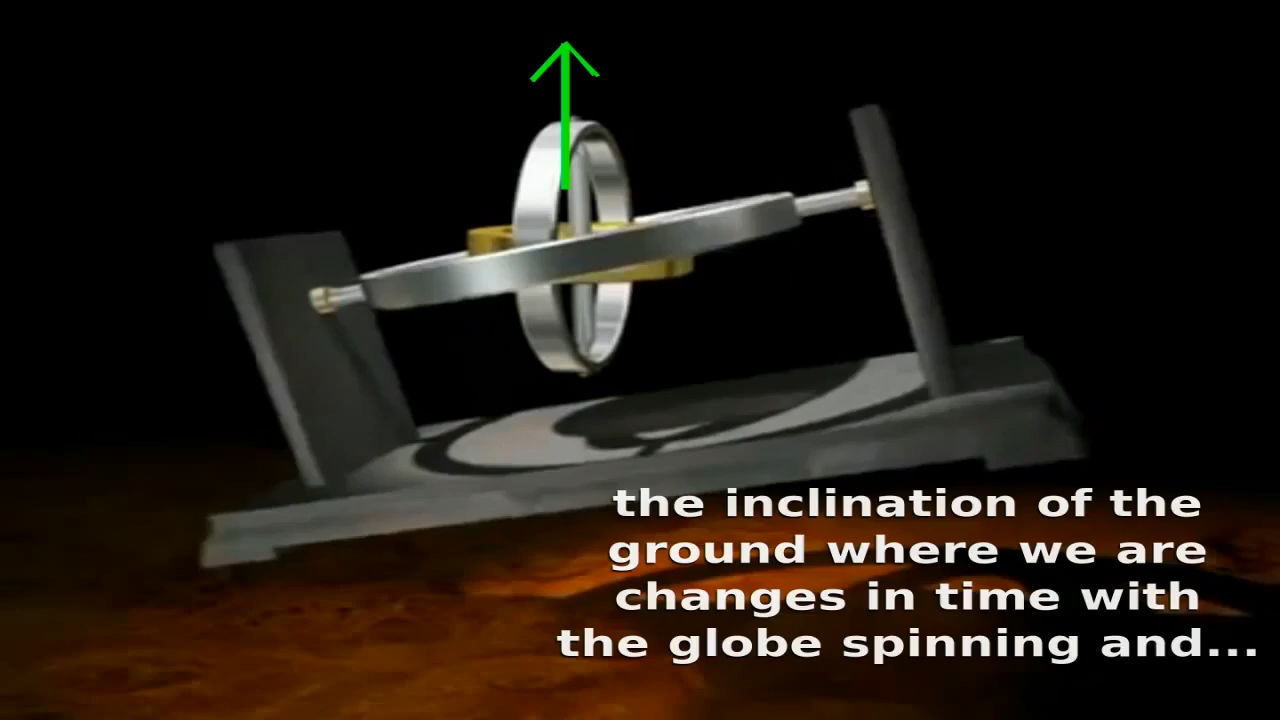 the inclination of the
ground where we are
changes in time with
the globe spinning and...